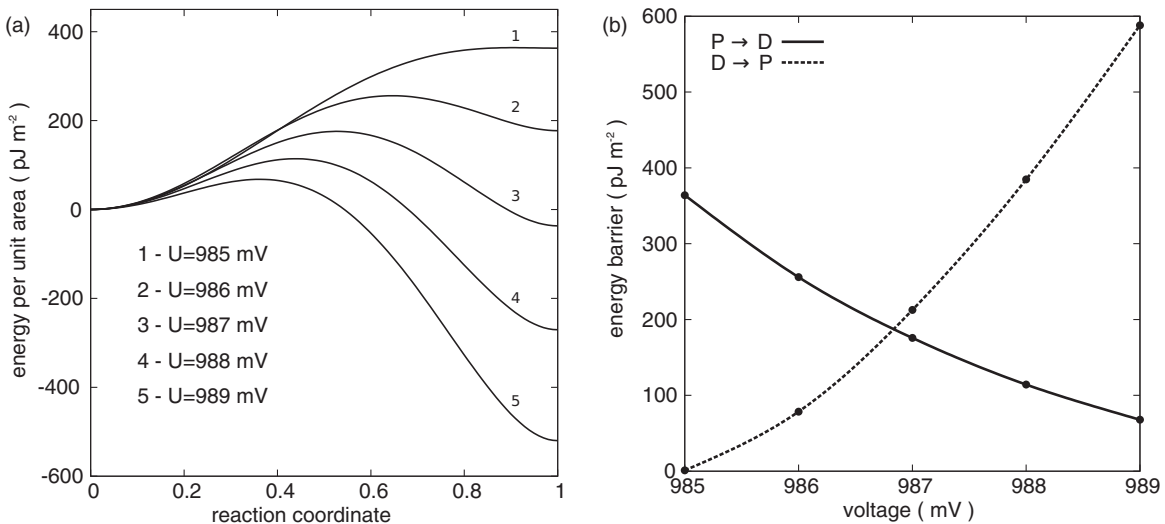 (a)
400
200
0
-200
-400
-600
energy per unit area ( pJ m-2 )
1
2
3
4
5
1 - U=985 mV
2 - U=986 mV
3 - U=987 mV
4 - U=988 mV
5 - U=989 mV
0 0.2 0.4 0.6 0.8 1
reaction coordinate
(b)
600
500
400
300
200
100
0
energy barrier ( pJ m-2 )
P → D
D → P
985 986 987 988 989
voltage ( mV )